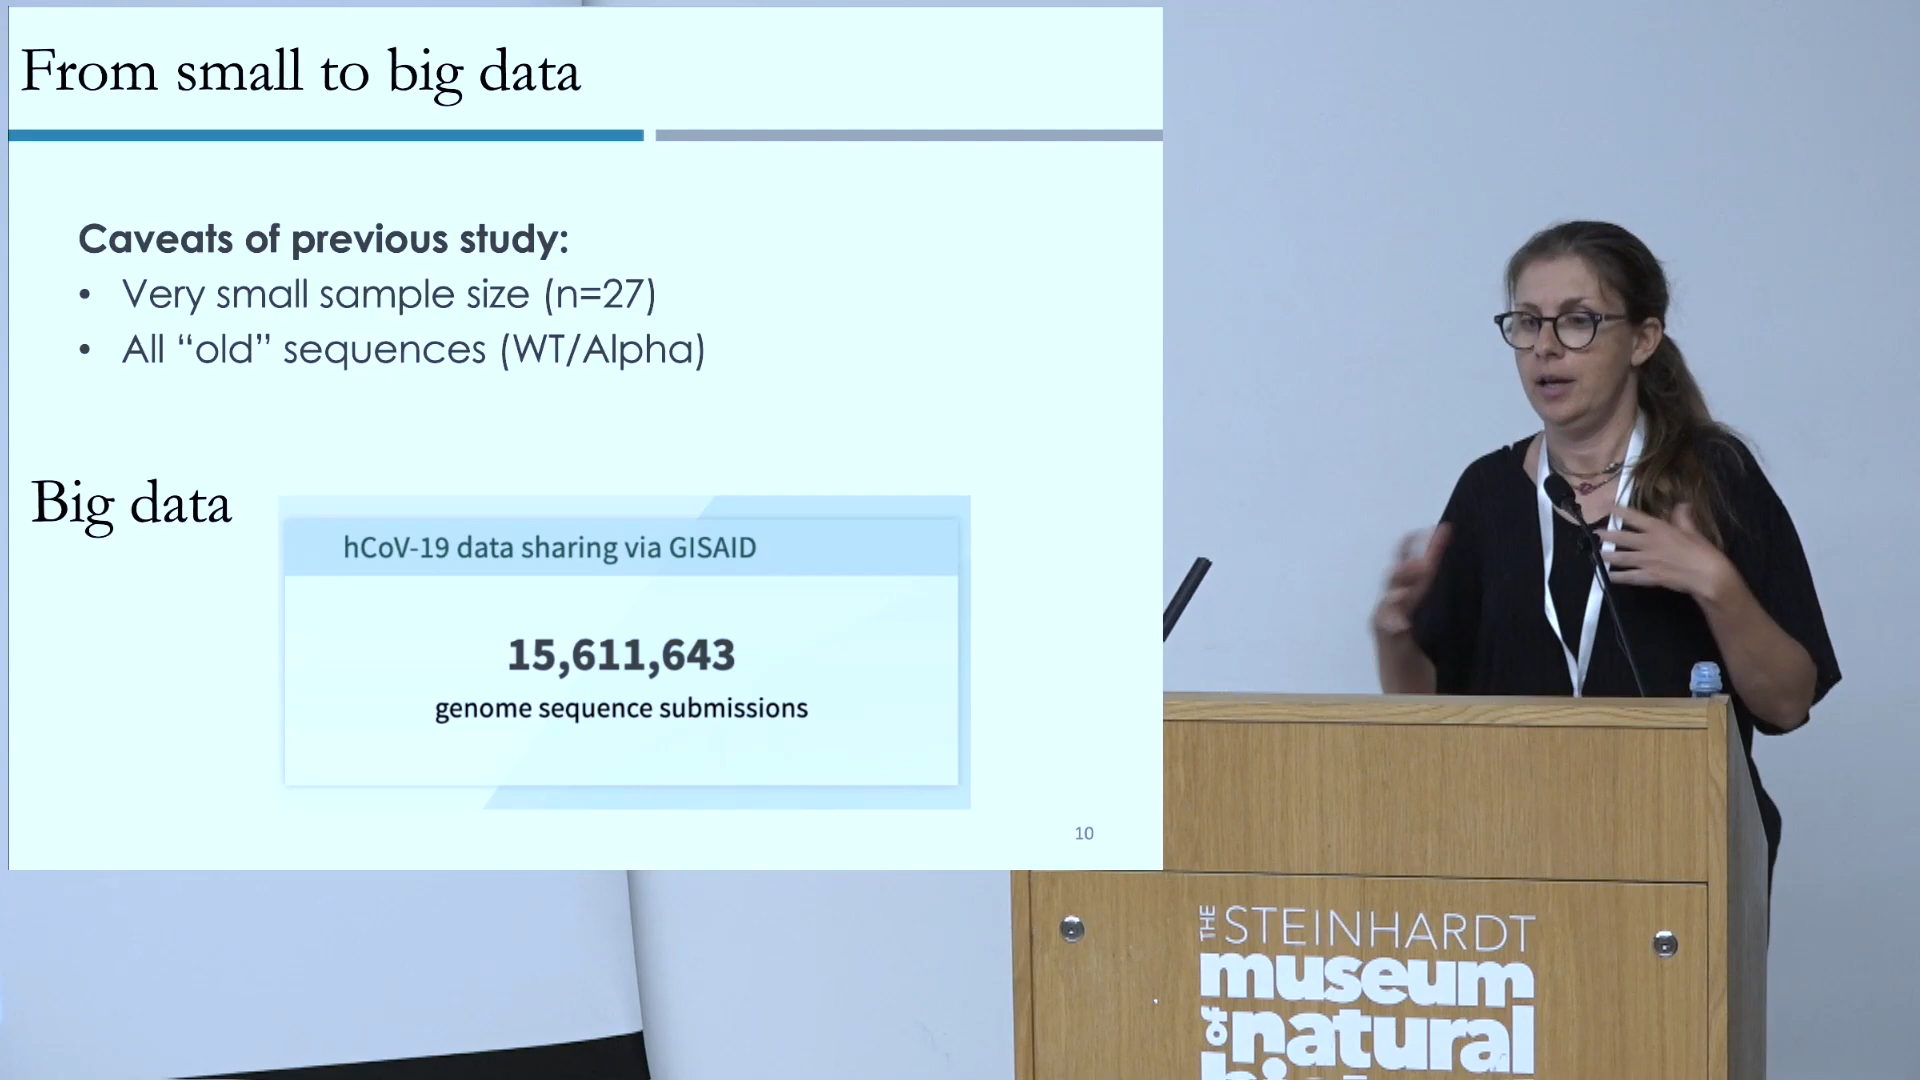 From small to big data
Caveats of previous study:
• Very small sample size (n=27)
• All “old” sequences (WT/Alpha)
Big data
hCoV-19 data sharing via GISAID
15,611,643
genome sequence submissions
10
THE STEINHARDT
museum
of natural